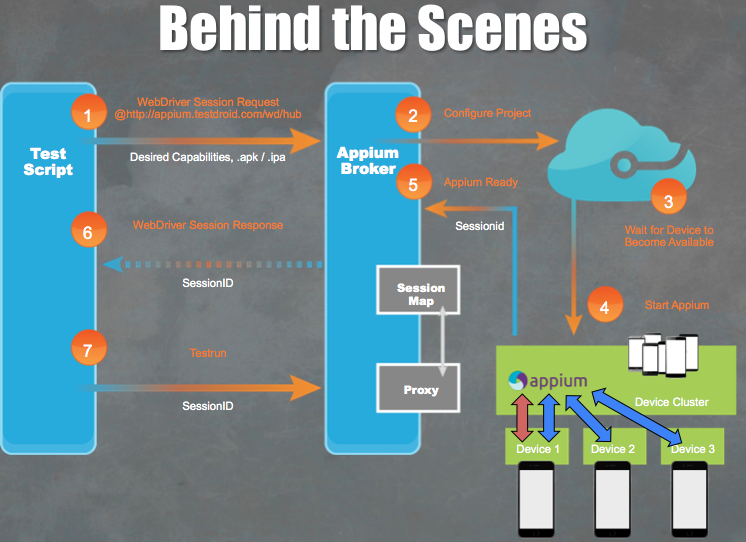 Behind the Scenes
1
WebDriver Session Request
@http://appium.testdroid.com/wd/hub
Desired Capabilities, .apk / .ipa
Test
Script
2
Configure Project
Appium
Broker
5
Appium Ready
Sessionid
3
Wait for Device to
Become Available
6
WebDriver Session Response
SessionID
4
Start Appium
Session
Map
7
Testrun
SessionID
Proxy
appium
Device Cluster
Device 1
Device 2
Device 3